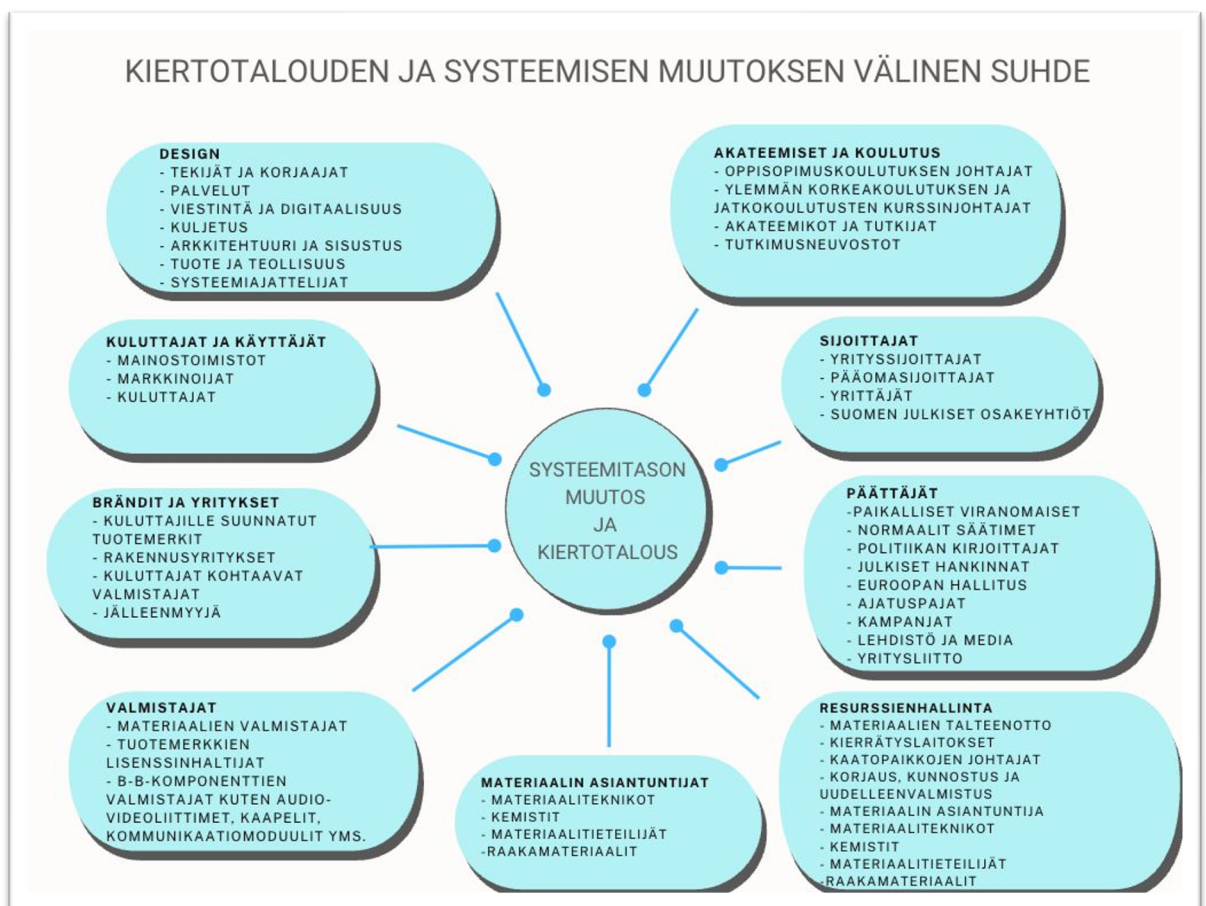 KIERTOTALOUDEN JA SYSTEEMISEN MUUTOKSEN VÄLINEN SUHDE
DESIGN
- TEKIJÄT JA KORJAAJAT
- PALVELUT
- VIESTINTÄ JA DIGITAALISUUS
- KULJETUS
- ARKKITEHTUURI JA SISUSTUS
- TUOTE JA TEOLLISUUS
- SYSTEEMIAJATTELIJAT
AKATEEMISET JA KOULUTUS
- OPPISOPIMUSKOULUTUKSEN JOHTAJAT
- YLEMMÄN KORKEAKOULUTUKSEN JA
JATKOKOULUTUSTEN KURSSINJOHTAJAT
- AKATEEMIKOT JA TUTKIJAT
- TUTKIMUSNEUVOSTOT
KULUTTAJAT JA KÄYTTÄJÄT
- MAINOSTOIMISTOT
- MARKKINOIJAT
- KULUTTAJAT
SIJOITTAJAT
- YRITYSSIJOITTAJAT
- PÄÄOMASIJOITTAJAT
- YRITTÄJÄT
- SUOMEN JULKISET OSAKEYHTIÖT
SYSTEEMITASON
MUUTOS
JA
KIERTOTALOUS
BRÄNDIT JA YRITYKSET
- KULUTTAJILLE SUUNNATUT
TUOTEMERKIT
- RAKENNUSYRITYKSET
- KULUTTAJAT KOHTAAVAT
VALMISTAJAT
- JÄLLEENMYYJÄ
PÄÄTTÄJÄT
-PAIKALLISET VIRANOMAISET
- NORMAALIT SÄÄTIMET
- POLITIIKAN KIRJOITTAJAT
- JULKISET HANKINNAT
- EUROOPAN HALLITUS
- AJATUSPAJAT
- KAMPANJAT
- LEHDISTÖ JA MEDIA
- YRITYSLIITTO
VALMISTAJAT
- MATERIAALIEN VALMISTAJAT
- TUOTEMERKKIEN
LISENSSINHALTIJAT
- B-B-KOMPONENTTIEN
VALMISTAJAT KUTEN AUDIO-
VIDEOLIITTIMET, KAAPELIT,
KOMMUNIKAATIOMODUULIT YMS.
MATERIAALIN ASIANTUNTIJAT
- MATERIAALITEKNIKOT
- KEMISTIT
- MATERIAALITIETEILIJÄT
-RAAKAMATERIAALIT
RESURSSIENHALLINTA
- MATERIAALIEN TALTEENOTTO
- KIERRÄTYSLAITOKSET
- KAATOPAIKKOJEN JOHTAJAT
- KORJAUS, KUNNOSTUS JA
UUDELLEENVALMISTUS
- MATERIAALIN ASIANTUNTIJA
- MATERIAALITEKNIKOT
- KEMISTIT
- MATERIAALITIETEILIJÄT
-RAAKAMATERIAALIT